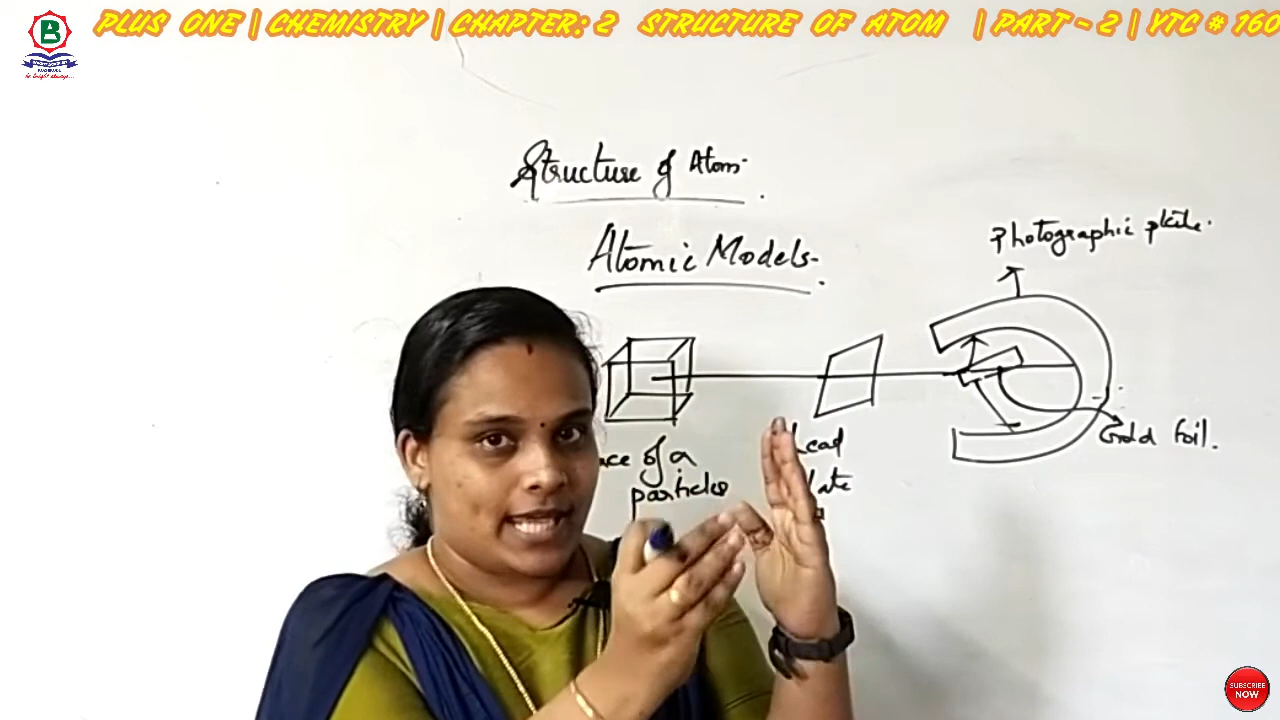 PLUS ONE | CHEMISTRY | CHAPTER: 2 STRUCTURE OF ATOM | PART - 2 | YTC # 160
B
Structure of Atom.
Atomic Models.
Photographic plate.
of a
particles
Lead
Gold foil.
SUBSCRIBE
NOW